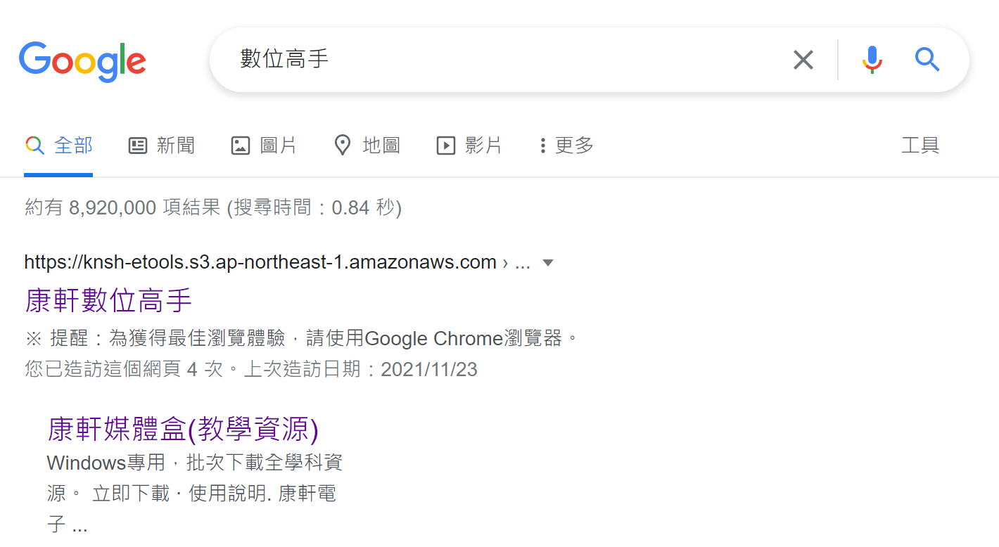 Google
數位高手
全部 新聞 圖片 地圖 影片 更多 工具
約有 8,920,000 項結果 (搜尋時間：0.84 秒)
https://knsh-etools.s3.ap-northeast-1.amazonaws.com › ...
康軒數位高手
※ 提醒：為獲得最佳瀏覽體驗，請使用Google Chrome瀏覽器。
您已造訪這個網頁 4 次。上次造訪日期：2021/11/23
康軒媒體盒(教學資源)
Windows專用，批次下載全學科資
源。 立即下載 · 使用說明. 康軒電
子 ...